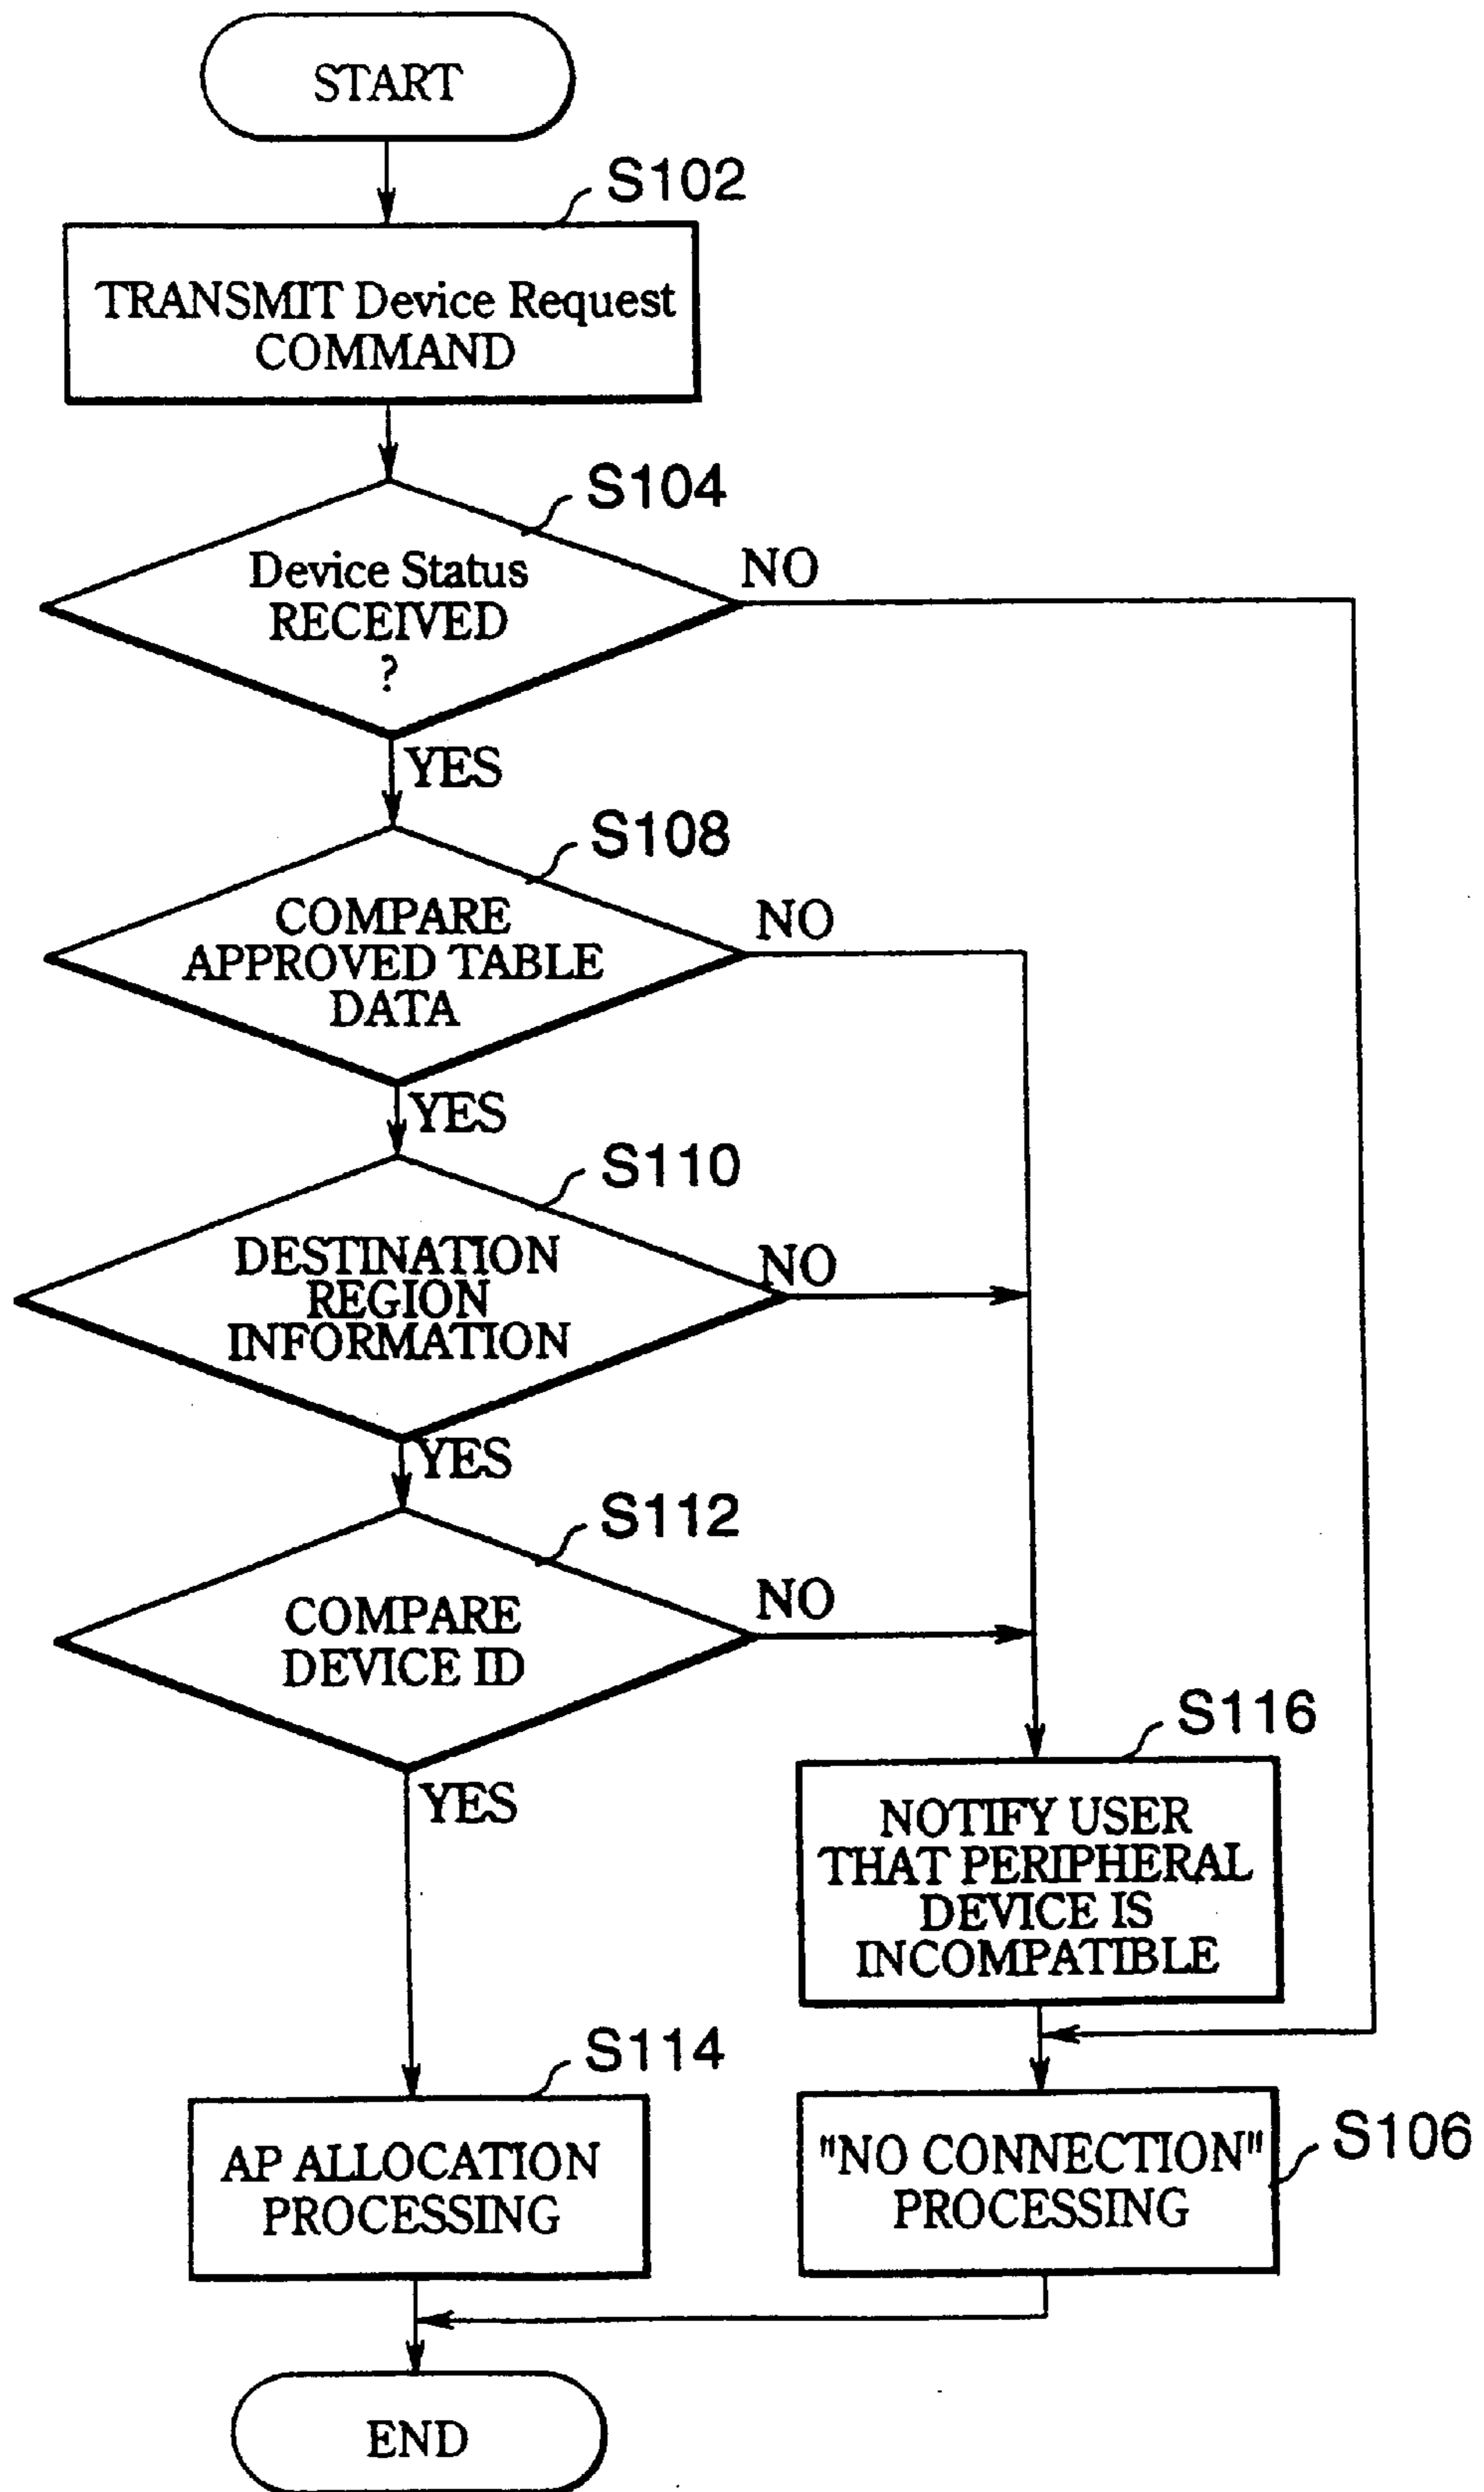 START
S102
TRANSMIT Device Request
COMMAND
S104
Device Status
RECEIVED
?
NO
YES
S108
COMPARE
APPROVED TABLE
DATA
NO
YES
S110
DESTINATION
REGION
INFORMATION
NO
YES
S112
COMPARE
DEVICE ID
NO
YES
S116
NOTIFY USER
THAT PERIPHERAL
DEVICE IS
INCOMPATIBLE
S114
AP ALLOCATION
PROCESSING
"NO CONNECTION"
PROCESSING
S106
END